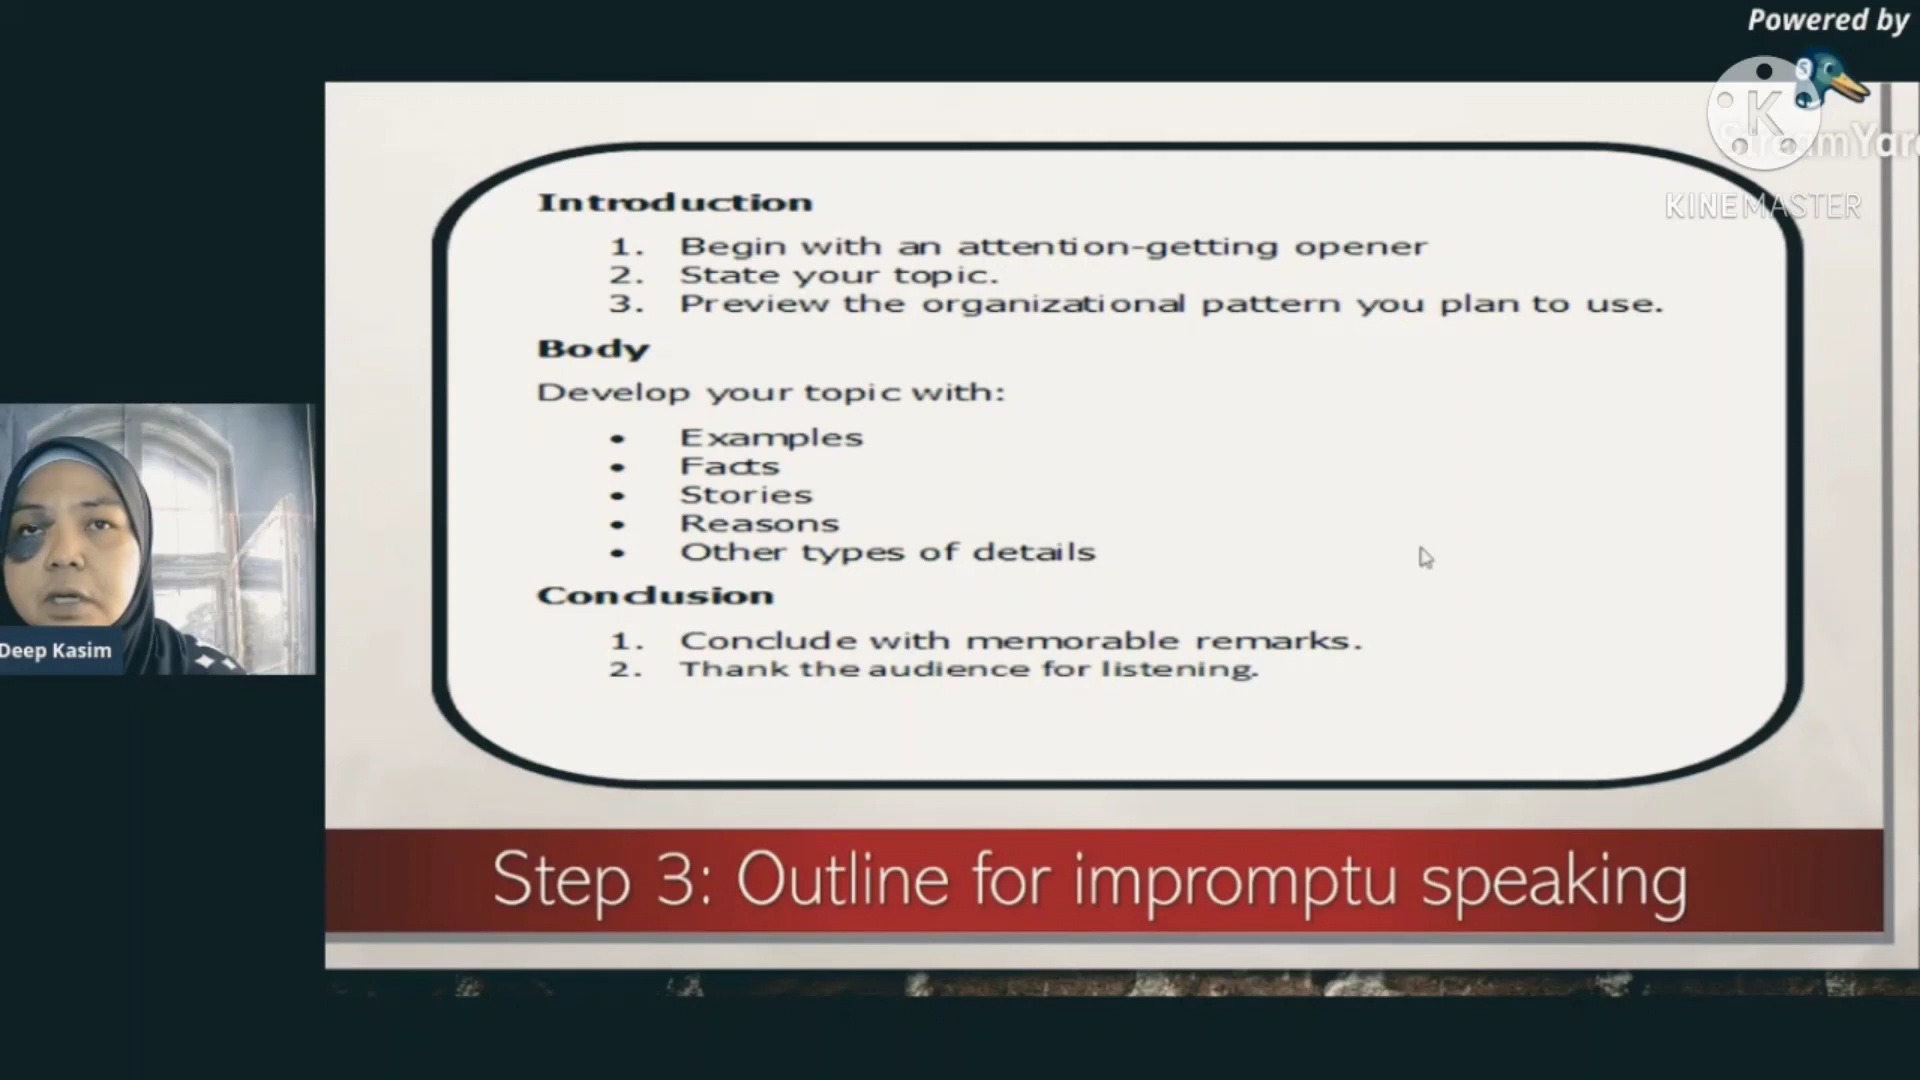 Powered by
KINEMASTER
Introduction
1. Begin with an attention-getting opener
2. State your topic.
3. Preview the organizational pattern you plan to use.
Body
Develop your topic with:
• Examples
• Facts
• Stories
• Reasons
• Other types of details
Conclusion
1. Conclude with memorable remarks.
2. Thank the audience for listening.
Deep Kasim
Step 3: Outline for impromptu speaking